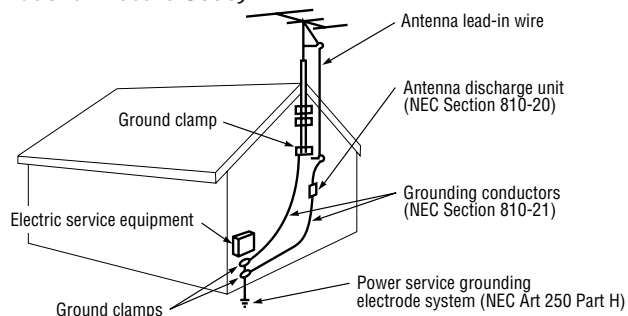 Antenna lead-in wire
Antenna discharge unit
(NEC Section 810-20)
Ground clamp
Grounding conductors
(NEC Section 810-21)
Electric service equipment
Power service grounding
electrode system (NEC Art 250 Part H)
Ground clamps